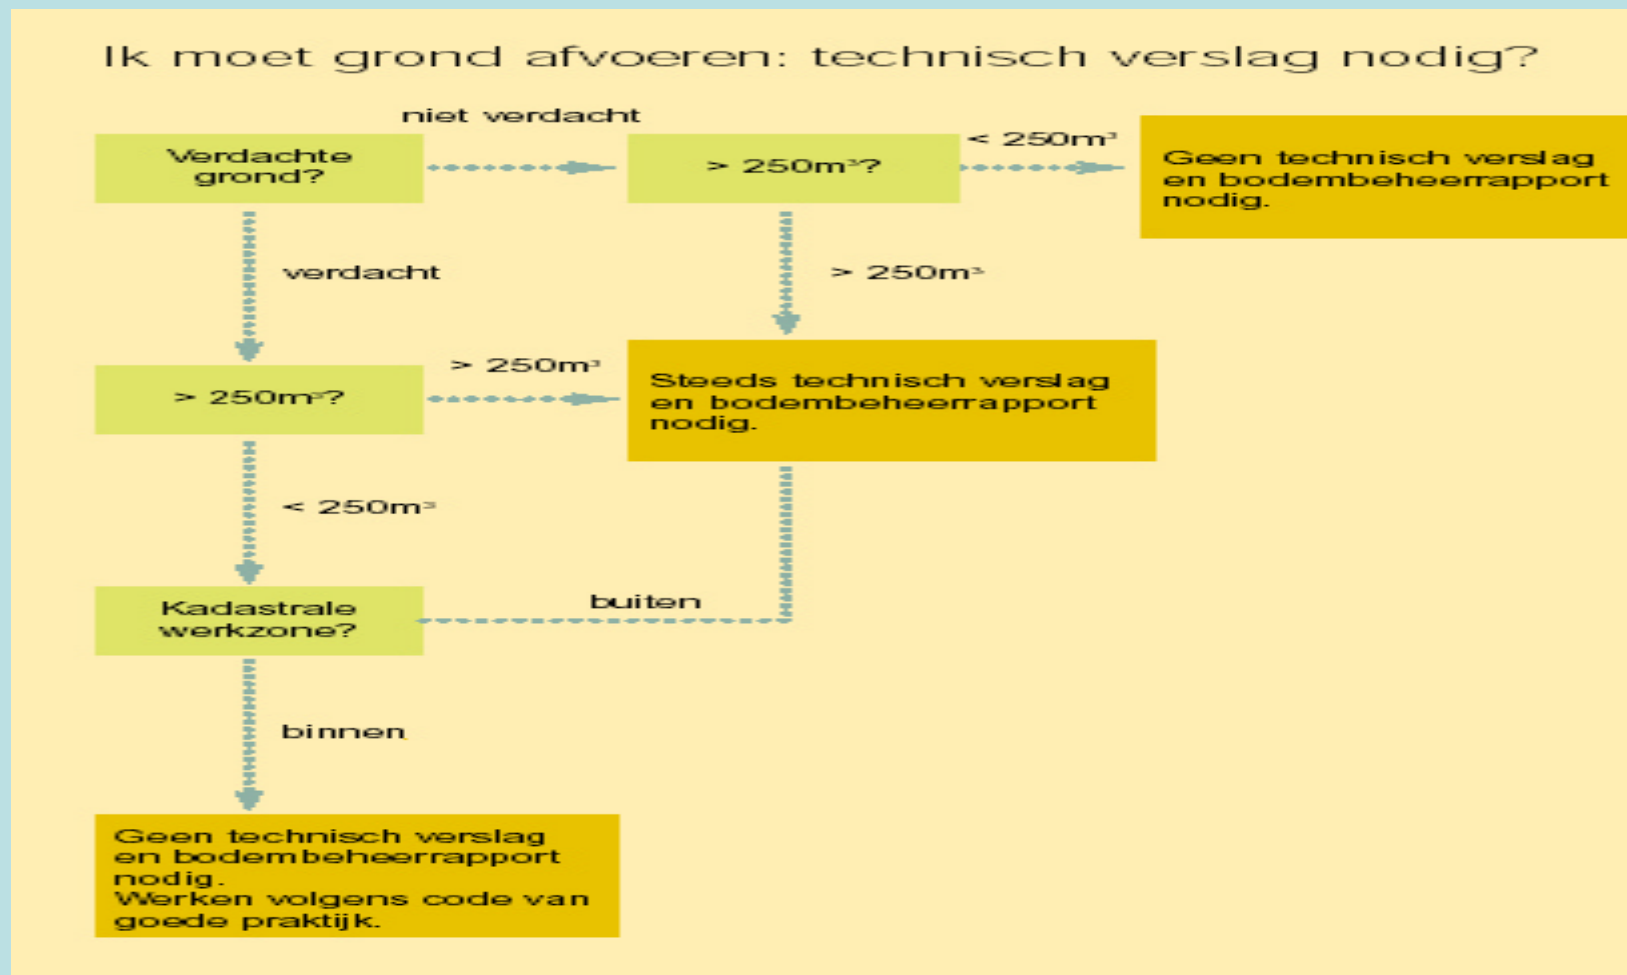 Ik moet grond afvoeren: technisch verslag nodig?
niet verdacht
Verdachte
grond?
> 250m³?
< 250m³
Geen technisch verslag
en bodembeheerrapport
nodig.
verdacht
> 250m³
> 250m³?
> 250m³
Steeds technisch verslag
en bodembeheerrapport
nodig.
< 250m³
Kadastrale
werkzone?
buiten
binnen
Geen technisch verslag
en bodembeheerrapport
nodig.
Werken volgens code van
goede praktijk.